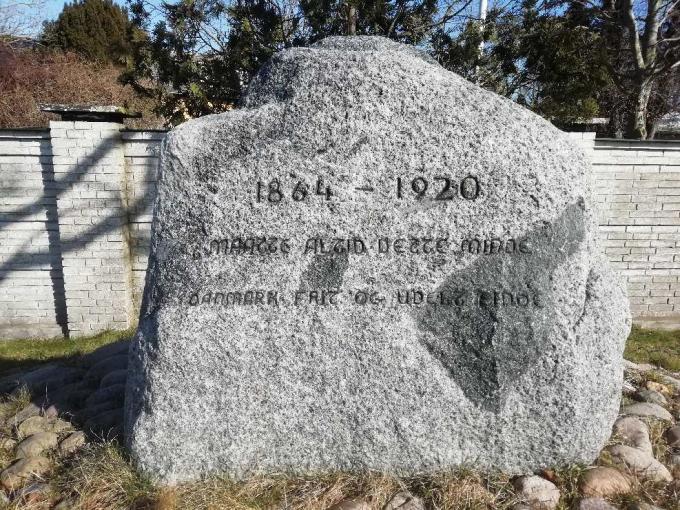 1864 - 1920
MAATTE ALTID DETTE MINDE
DANMARK FRIT OG UDELT FINDE